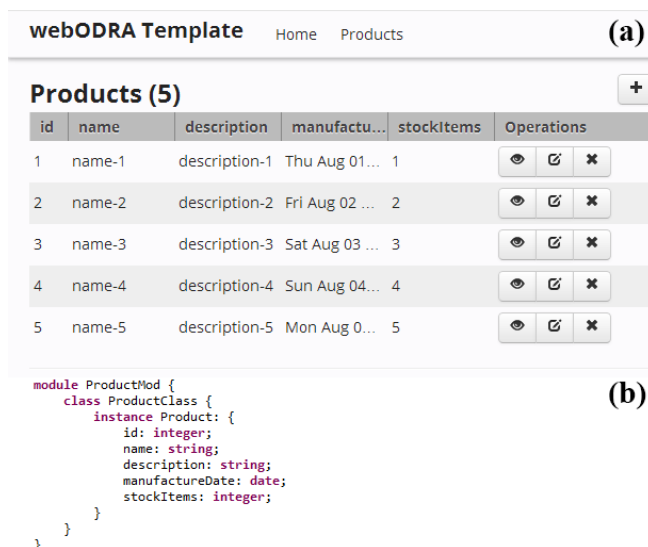 webODRA Template Home Products (a)
Products (5) +
id name description manufactu... stockItems Operations
1 name-1 description-1 Thu Aug 01... 1
2 name-2 description-2 Fri Aug 02 ... 2
3 name-3 description-3 Sat Aug 03 ... 3
4 name-4 description-4 Sun Aug 04... 4
5 name-5 description-5 Mon Aug 0... 5
module ProductMod { (b)
class ProductClass {
instance Product: {
id: integer;
name: string;
description: string;
manufactureDate: date;
stockItems: integer;
}
}
}